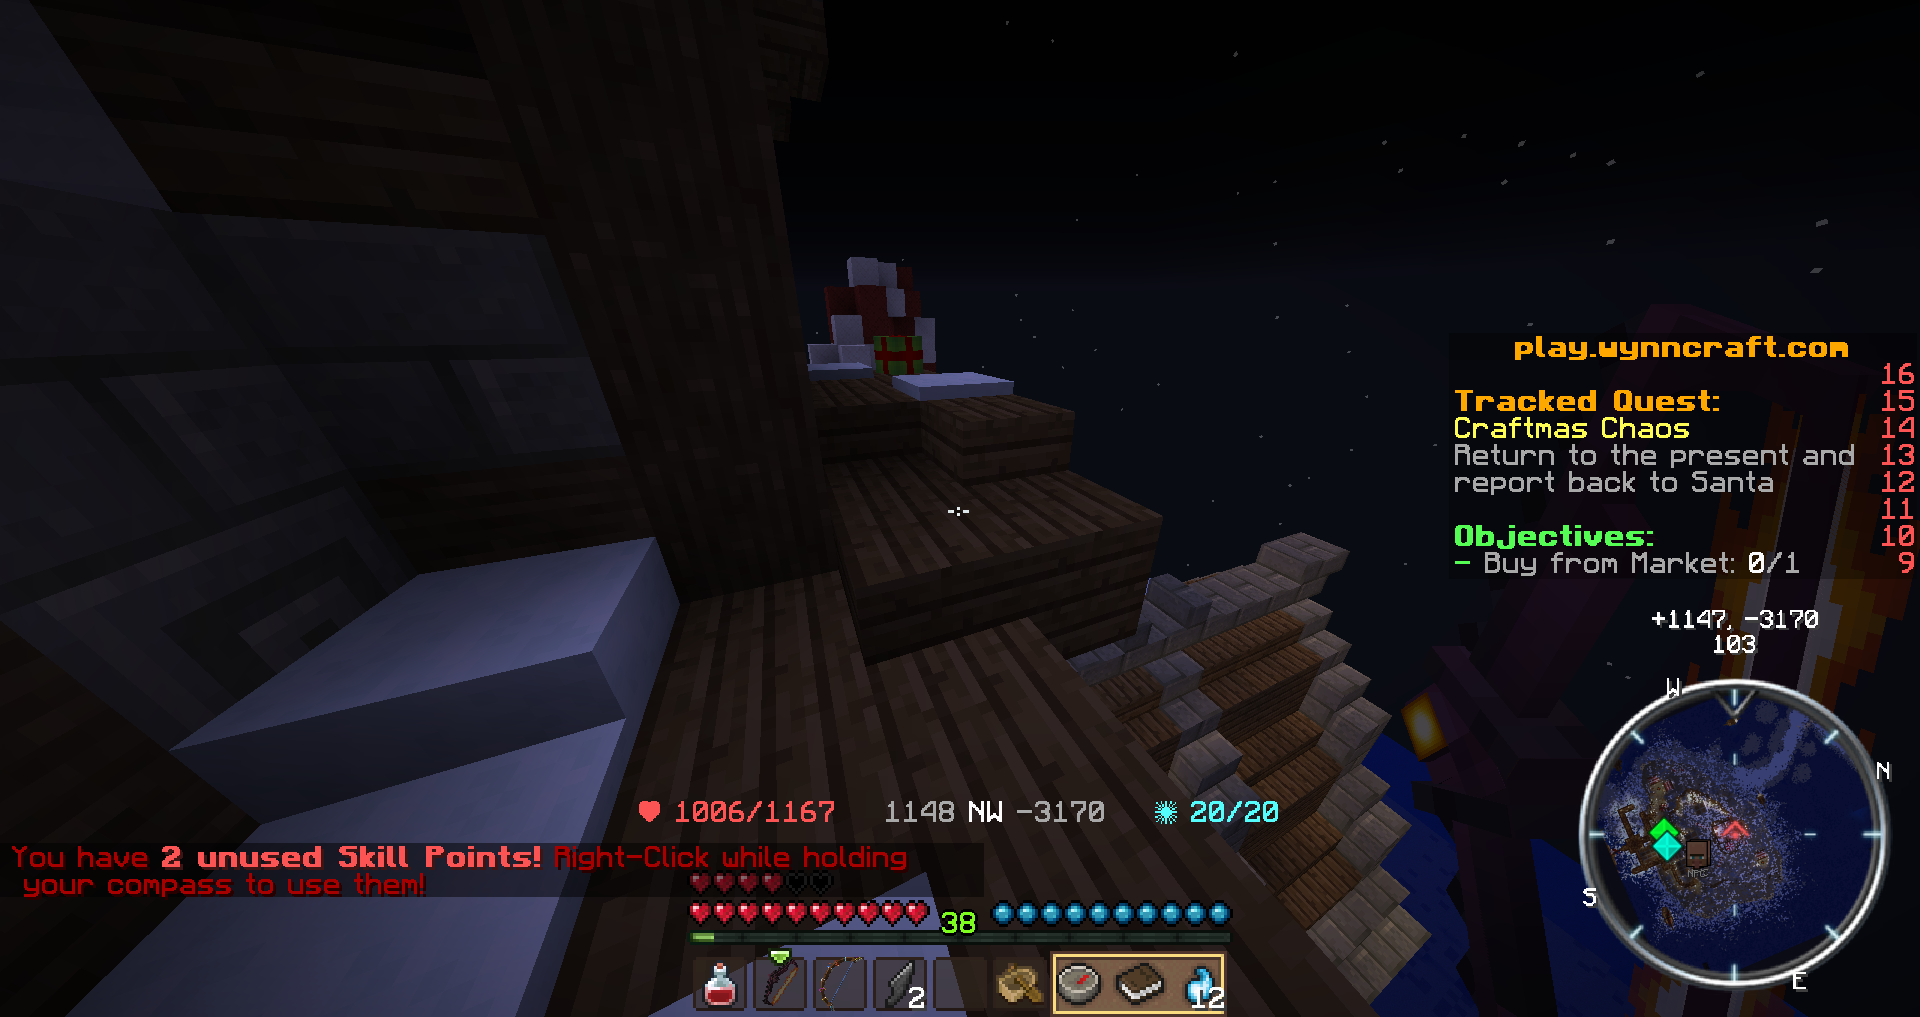 play.wynncraft.com
16
Tracked Quest: 15
Craftmas Chaos 14
Return to the present and 13
report back to Santa 12
11
Objectives: 10
- Buy from Market: 0/1 9
+1147, -3170
103
W
N
NPC
S
E
1006/1167 1148 NW -3170 20/20
You have 2 unused Skill Points! Right-Click while holding
your compass to use them!
38
2
12